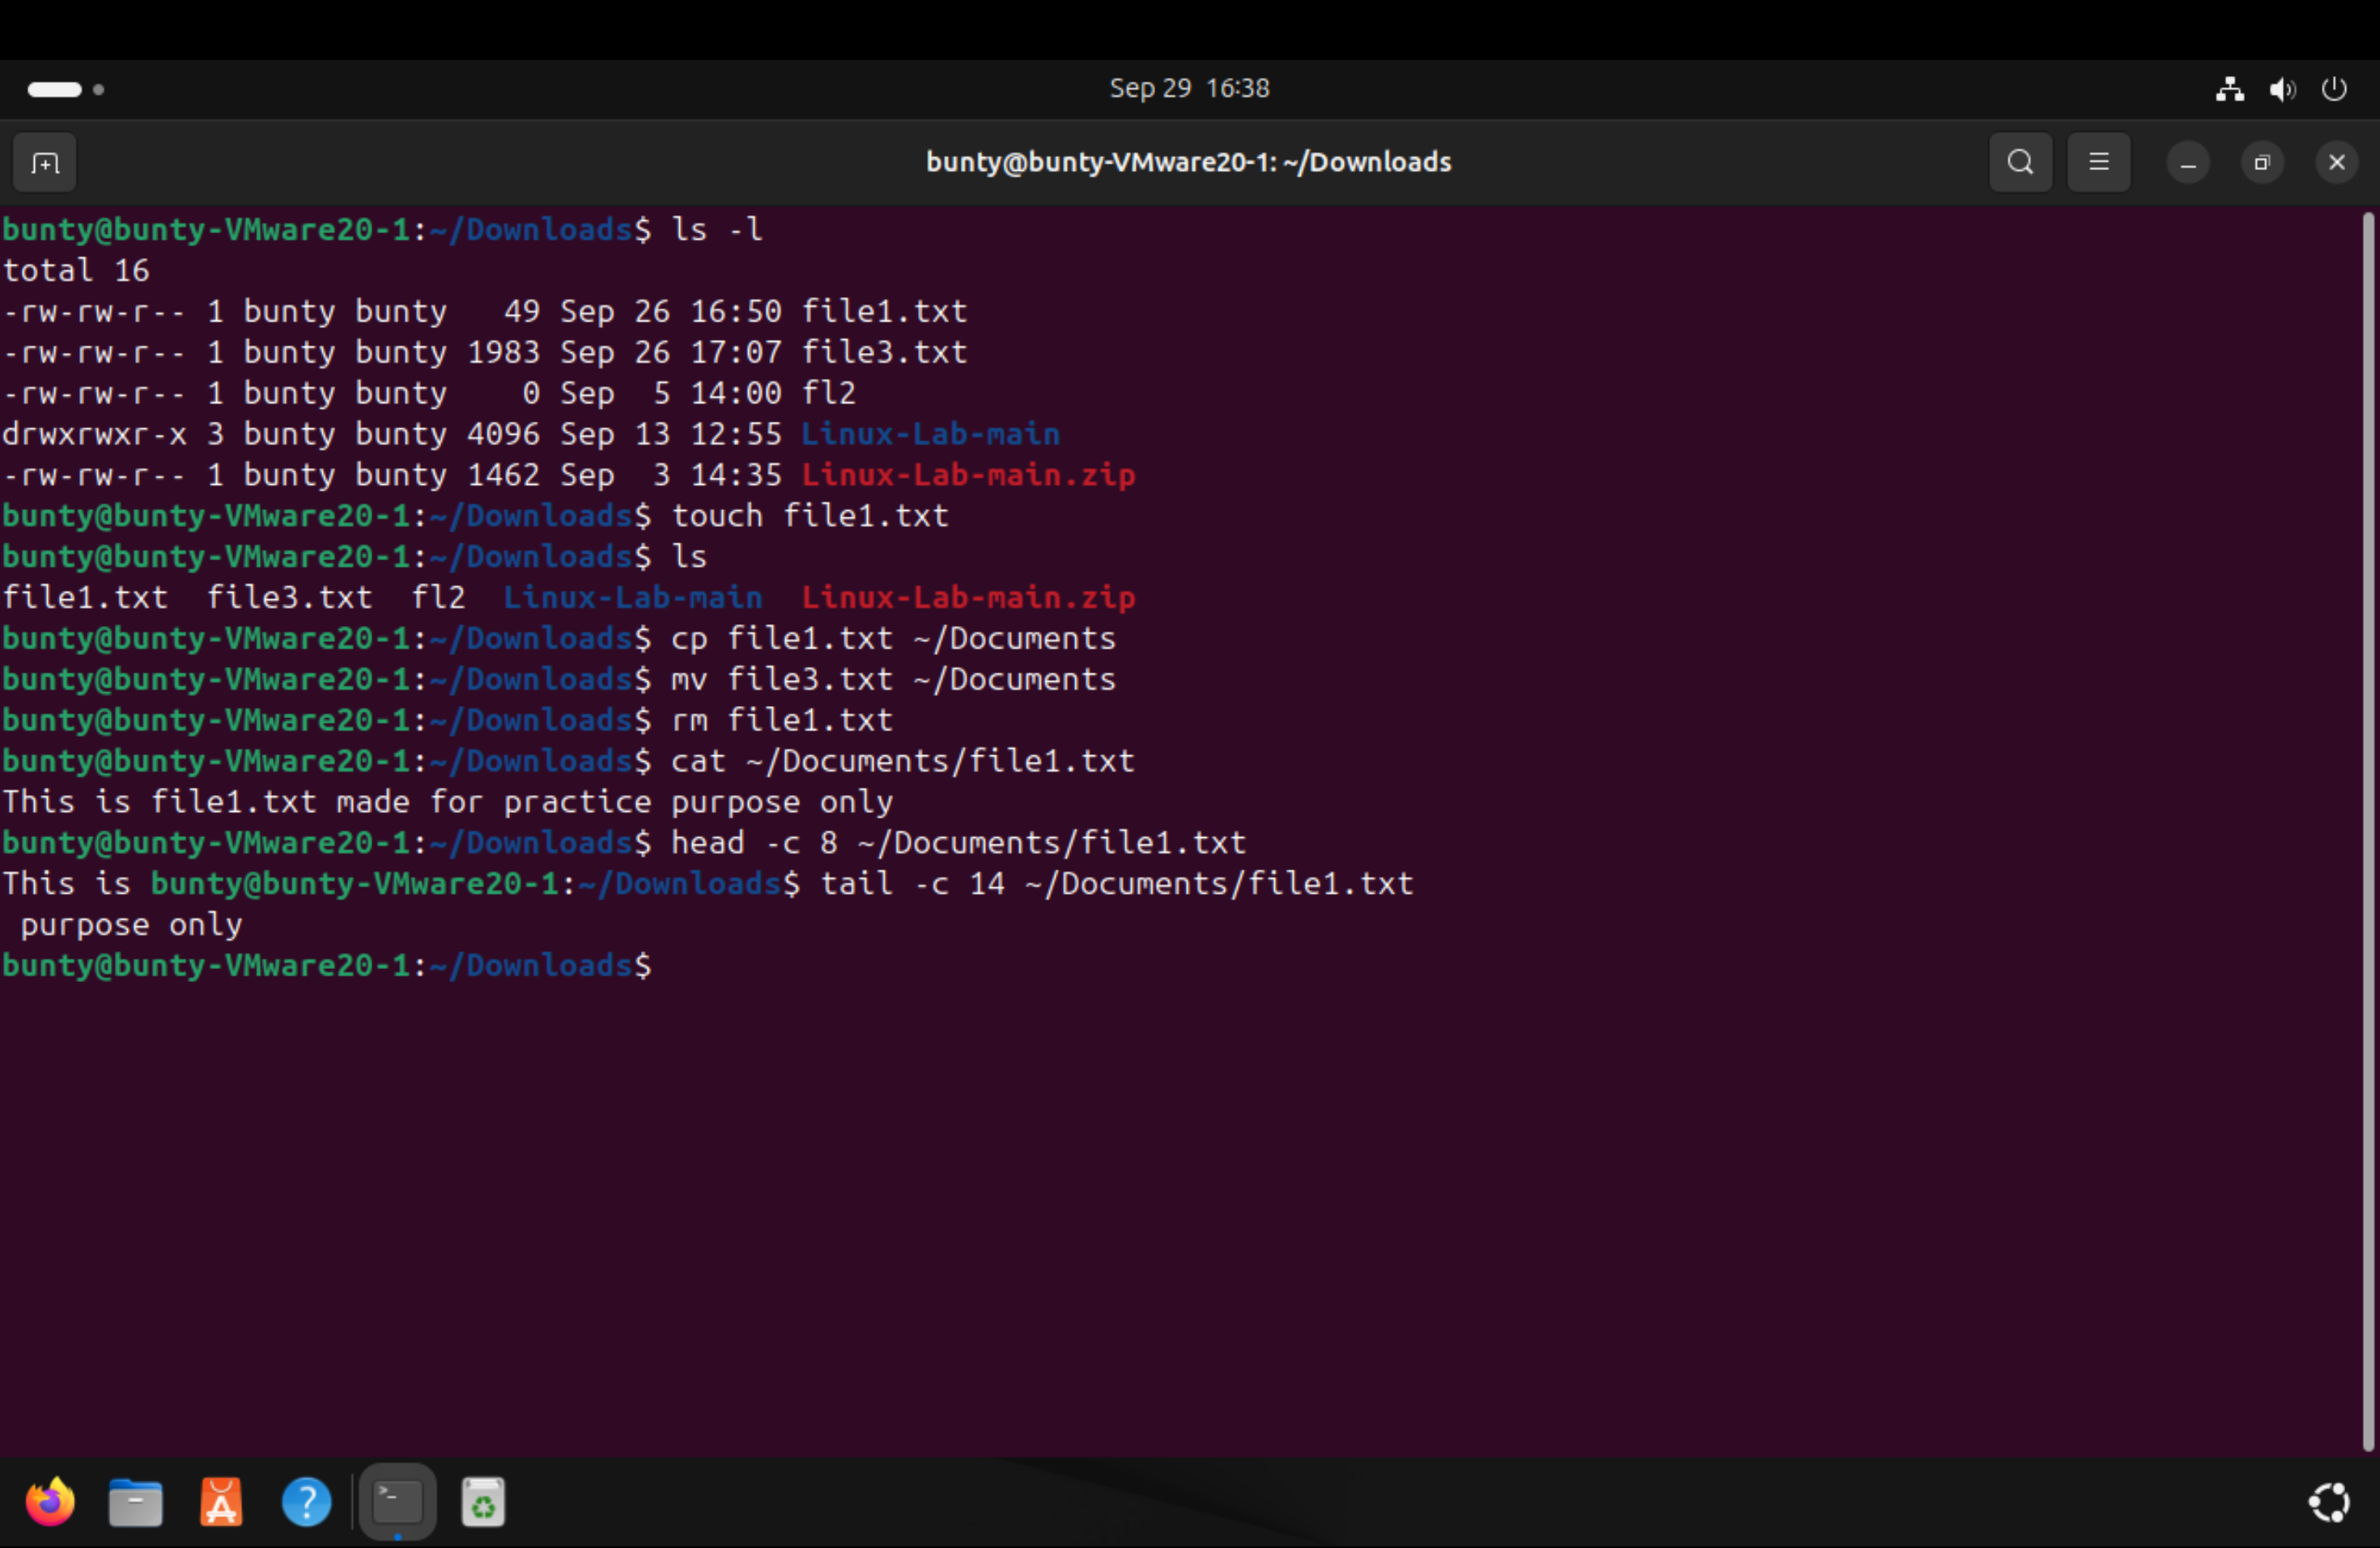 Sep 29  16:38
bunty@bunty-VMware20-1: ~/Downloads
bunty@bunty-VMware20-1:~/Downloads$ ls -l
total 16
-rw-rw-r-- 1 bunty bunty   49 Sep 26 16:50 file1.txt
-rw-rw-r-- 1 bunty bunty 1983 Sep 26 17:07 file3.txt
-rw-rw-r-- 1 bunty bunty    0 Sep  5 14:00 fl2
drwxrwxr-x 3 bunty bunty 4096 Sep 13 12:55 Linux-Lab-main
-rw-rw-r-- 1 bunty bunty 1462 Sep  3 14:35 Linux-Lab-main.zip
bunty@bunty-VMware20-1:~/Downloads$ touch file1.txt
bunty@bunty-VMware20-1:~/Downloads$ ls
file1.txt  file3.txt  fl2  Linux-Lab-main  Linux-Lab-main.zip
bunty@bunty-VMware20-1:~/Downloads$ cp file1.txt ~/Documents
bunty@bunty-VMware20-1:~/Downloads$ mv file3.txt ~/Documents
bunty@bunty-VMware20-1:~/Downloads$ rm file1.txt
bunty@bunty-VMware20-1:~/Downloads$ cat ~/Documents/file1.txt
This is file1.txt made for practice purpose only
bunty@bunty-VMware20-1:~/Downloads$ head -c 8 ~/Documents/file1.txt
This is bunty@bunty-VMware20-1:~/Downloads$ tail -c 14 ~/Documents/file1.txt
 purpose only
bunty@bunty-VMware20-1:~/Downloads$